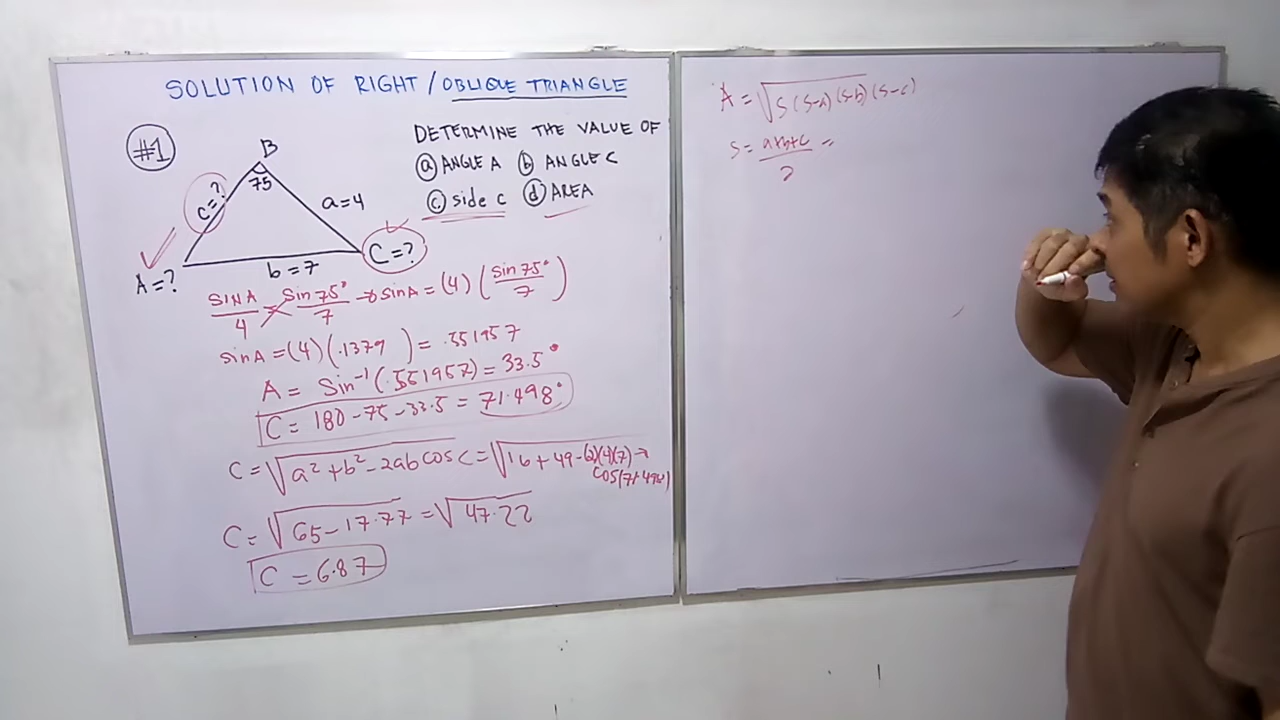 SOLUTION OF RIGHT / OBLIQUE TRIANGLE
#1
B
75
c=?
a=4
A=?
b=7
C=?
DETERMINE THE VALUE OF
ⓐ ANGLE A ⓑ ANGLE C
ⓒ side c ⓓ AREA
SINA/4 = Sin75°/7 → sinA = (4) (sin75°/7)
sinA = (4)(.1379 ) = .551957
A = Sin⁻¹(.551957) = 33.5°
C = 180-75-33.5 = 71.498°
C = √(a²+b²-2abcosC) = √(16+49-(2)(4)(7)→
cos(71.498)
C = √(65-17.77) = √47.22
C = 6.87
A = √(S(S-a)(S-b)(S-c))
S = (a+b+c)/2 =